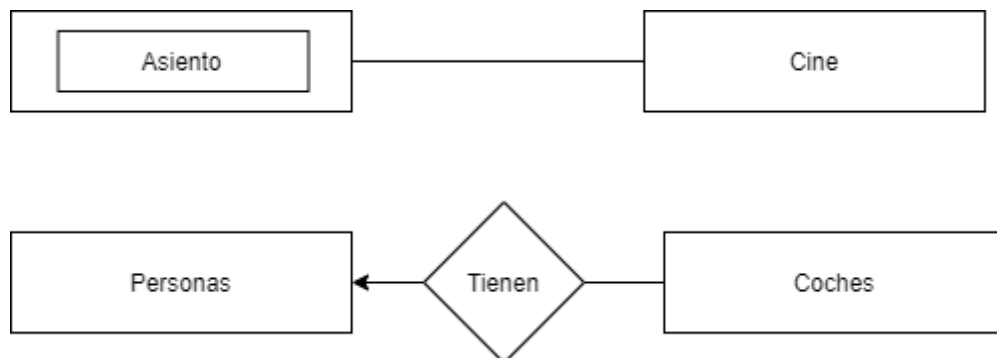 Asiento
Cine
Personas
Tienen
Coches